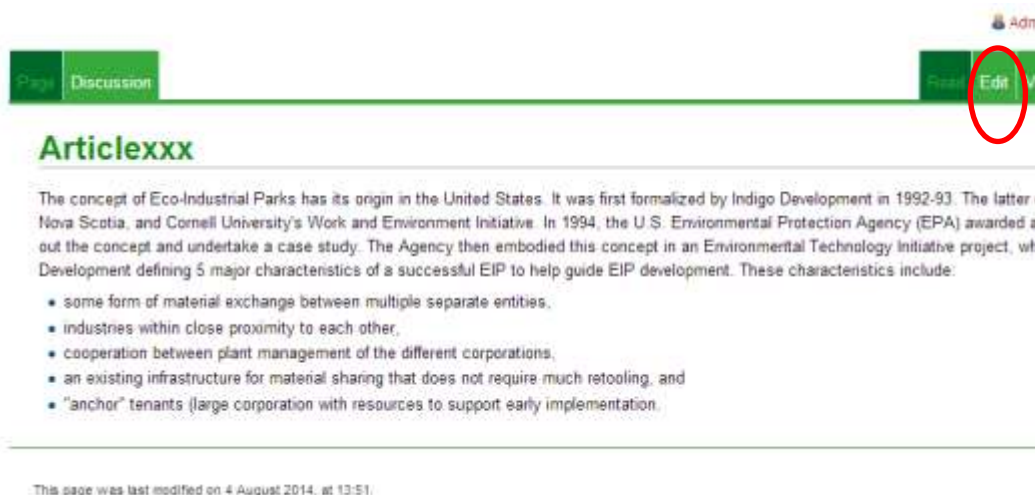 Adm
Page Discussion Read Edit
Articlexxx
The concept of Eco-Industrial Parks has its origin in the United States. It was first formalized by Indigo Development in 1992-93. The latter
Nova Scotia, and Cornell University's Work and Environment Initiative. In 1994, the U.S. Environmental Protection Agency (EPA) awarded a
out the concept and undertake a case study. The Agency then embodied this concept in an Environmental Technology Initiative project, wh
Development defining 5 major characteristics of a successful EIP to help guide EIP development. These characteristics include:
• some form of material exchange between multiple separate entities,
• industries within close proximity to each other,
• cooperation between plant management of the different corporations,
• an existing infrastructure for material sharing that does not require much retooling, and
• "anchor" tenants (large corporation with resources to support early implementation.
This page was last modified on 4 August 2014, at 13:51.